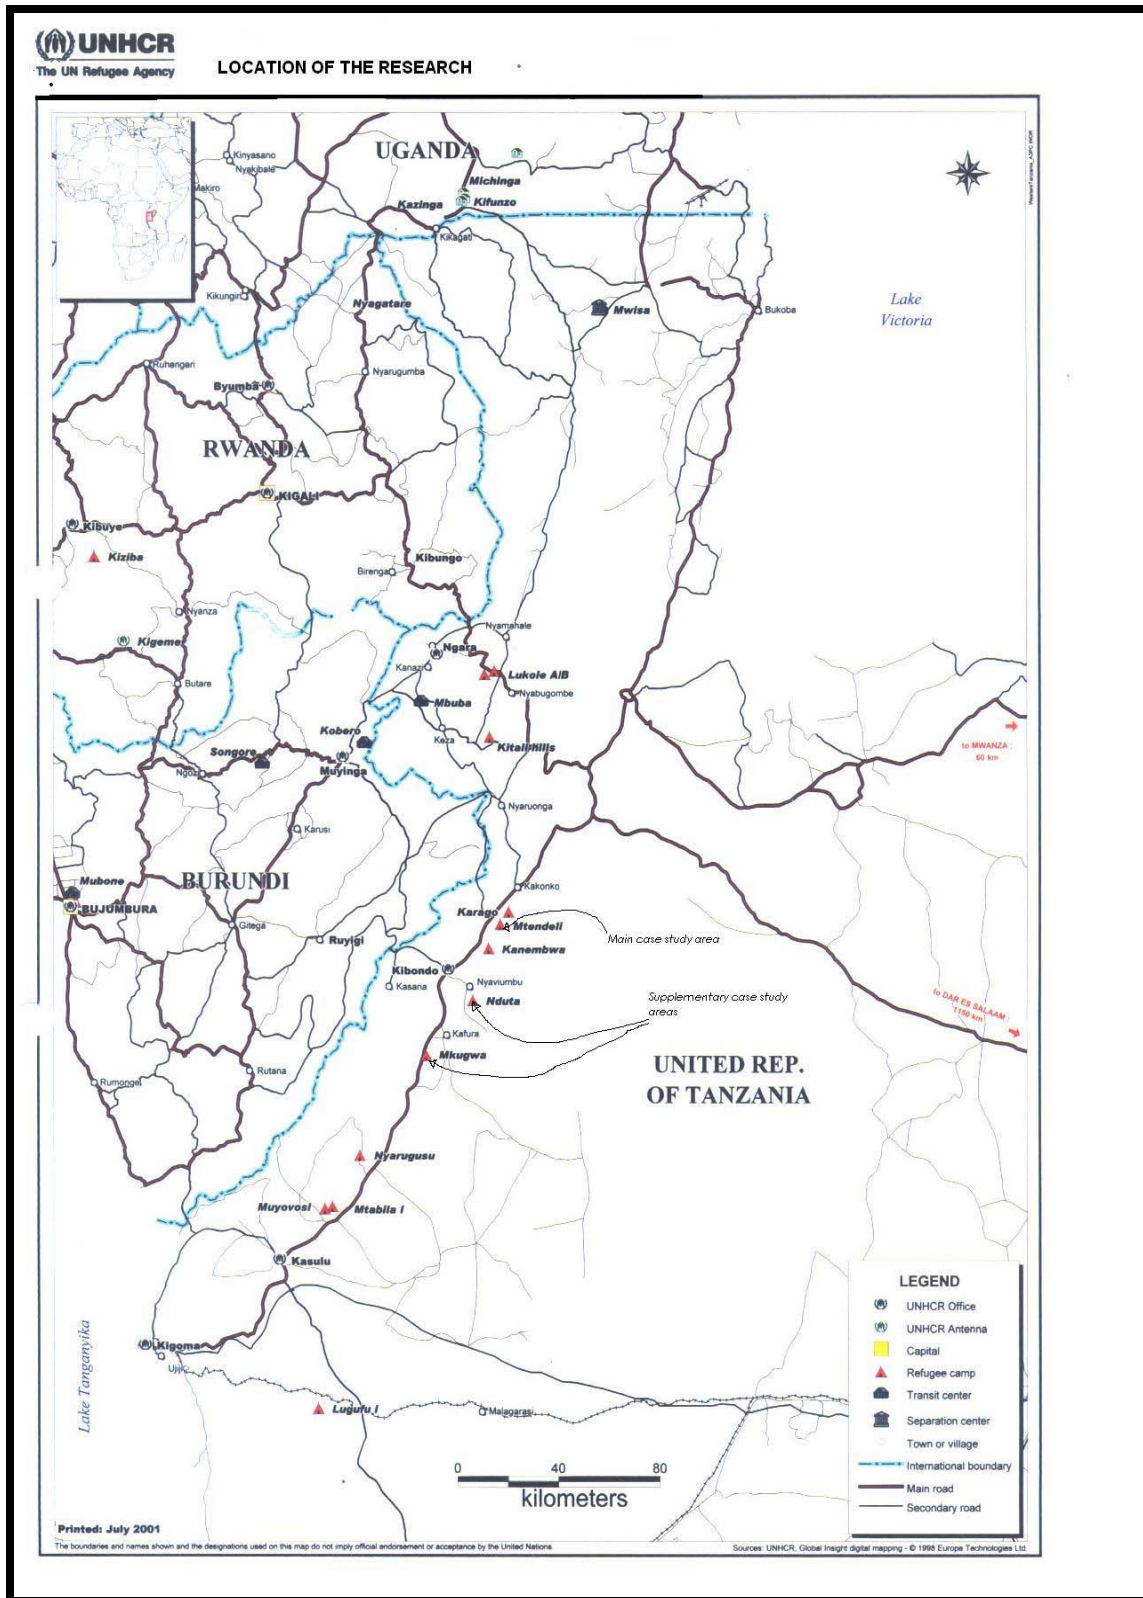 UNHCR
The UN Refugee Agency
LOCATION OF THE RESEARCH
UGANDA
Kinyasano
Nyakibale
Makiro
Michinga
Kifunzo
Kazinga
Kikagati
Kikungiri
Nyagatare
Mwisa
Bukoba
Lake
Victoria
Ruhengeri
Nyarugumba
Byumba
RWANDA
KIGALI
Kibuye
Kiziba
Kibungo
Birenga
Nyanza
Nyamahale
Kigeme
Ngara
Kanazi
Lukole A/B
Butare
Nyabugombe
Mbuba
Kobero
Keza
Kitali hills
Songore
Muyinga
Ngozi
to MWANZA :
60 km
Nyaruonga
Karusi
Mubone
BURUNDI
Kakonko
BUJUMBURA
Karago
Mtendeli
Gitega
Ruyigi
Main case study area
Kanembwa
Kibondo
Kasana
Nyaviumbu
Nduta
Supplementary case study
areas
to DAR ES SALAAM :
1150 km
Kafura
Mkugwa
UNITED REP.
OF TANZANIA
Rutana
Rumonge
Nyarugusu
Muyovosi
Mtabila I
Kasulu
Lake Tanganyika
Kigoma
Ujiji
Lugufu I
Malagarasi
0 40 80
kilometers
LEGEND
UNHCR Office
UNHCR Antenna
Capital
Refugee camp
Transit center
Separation center
Town or village
International boundary
Main road
Secondary road
Printed: July 2001
The boundaries and names shown and the designations used on this map do not imply official endorsement or acceptance by the United Nations.
Sources: UNHCR, Global Insight digital mapping - © 1998 Europa Technologies Ltd.